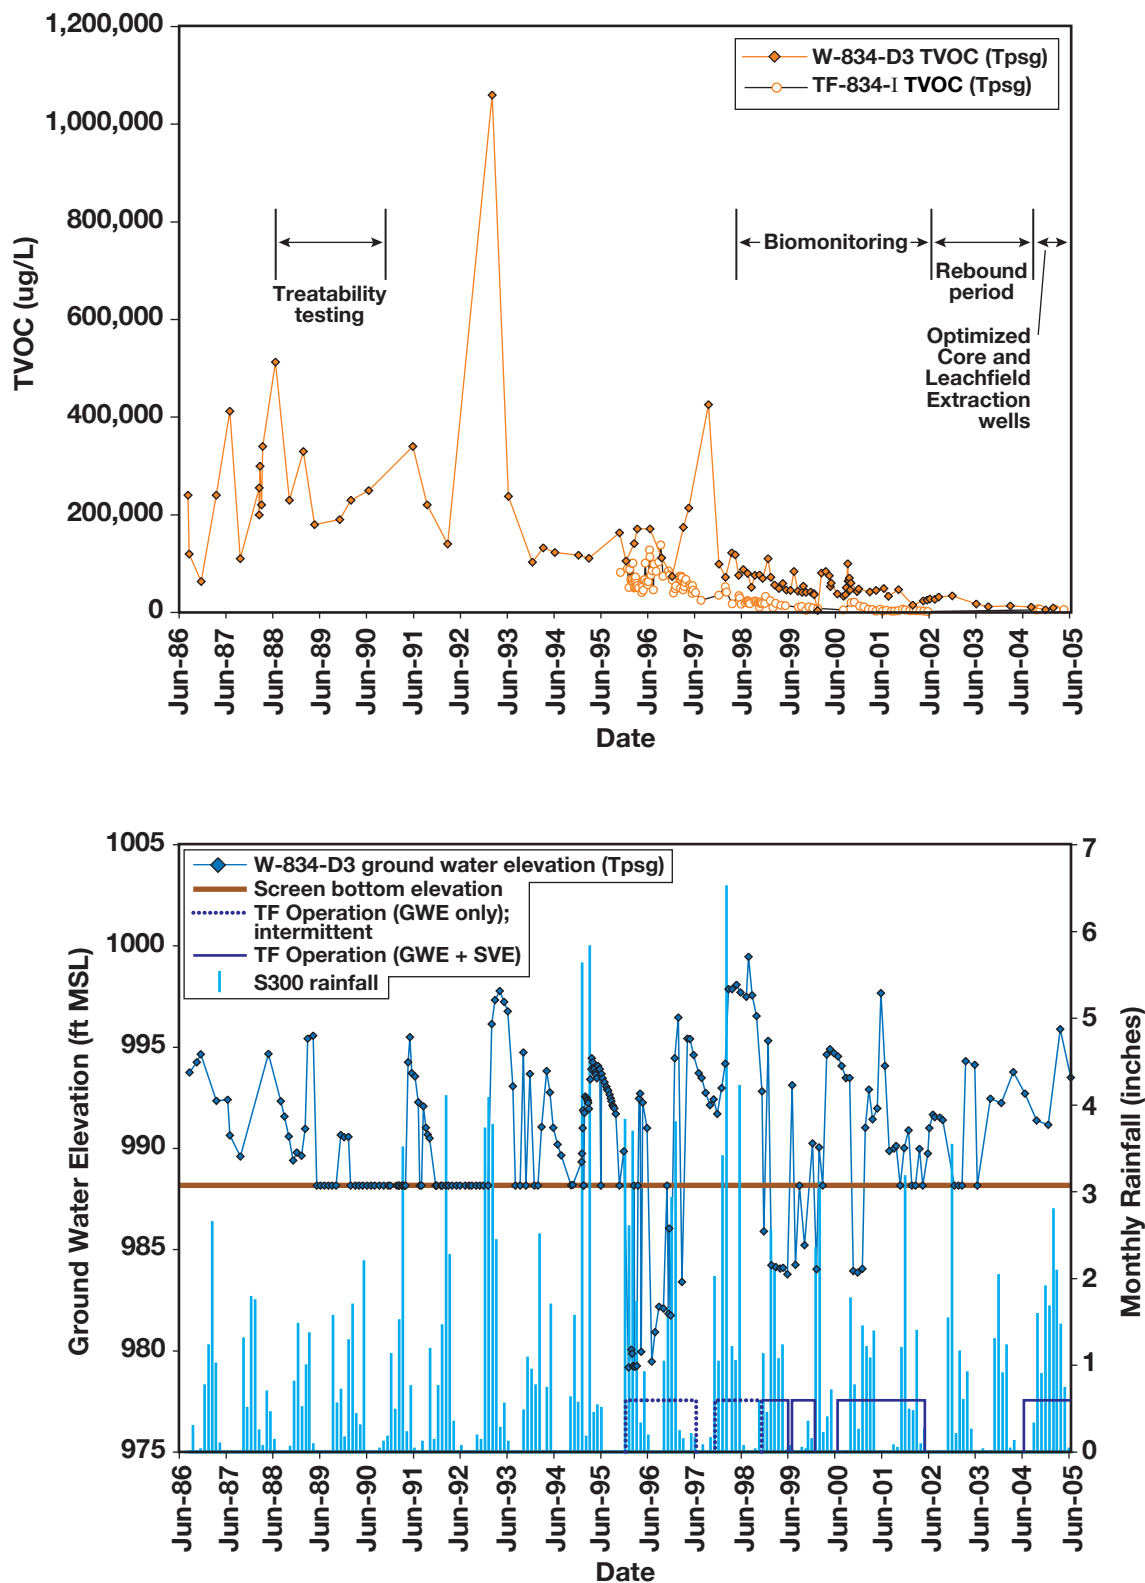 1,200,000
1,000,000
800,000
600,000
400,000
200,000
0
TVOC (ug/L)
W-834-D3 TVOC (Tpsg)
TF-834-I TVOC (Tpsg)
Treatability
testing
Biomonitoring
Rebound
period
Optimized
Core and
Leachfield
Extraction
wells
Jun-86
Jun-87
Jun-88
Jun-89
Jun-90
Jun-91
Jun-92
Jun-93
Jun-94
Jun-95
Jun-96
Jun-97
Jun-98
Jun-99
Jun-00
Jun-01
Jun-02
Jun-03
Jun-04
Jun-05
Date
1005
1000
995
990
985
980
975
Ground Water Elevation (ft MSL)
W-834-D3 ground water elevation (Tpsg)
Screen bottom elevation
TF Operation (GWE only);
intermittent
TF Operation (GWE + SVE)
S300 rainfall
7
6
5
4
3
2
1
0
Monthly Rainfall (inches)
Jun-86
Jun-87
Jun-88
Jun-89
Jun-90
Jun-91
Jun-92
Jun-93
Jun-94
Jun-95
Jun-96
Jun-97
Jun-98
Jun-99
Jun-00
Jun-01
Jun-02
Jun-03
Jun-04
Jun-05
Date